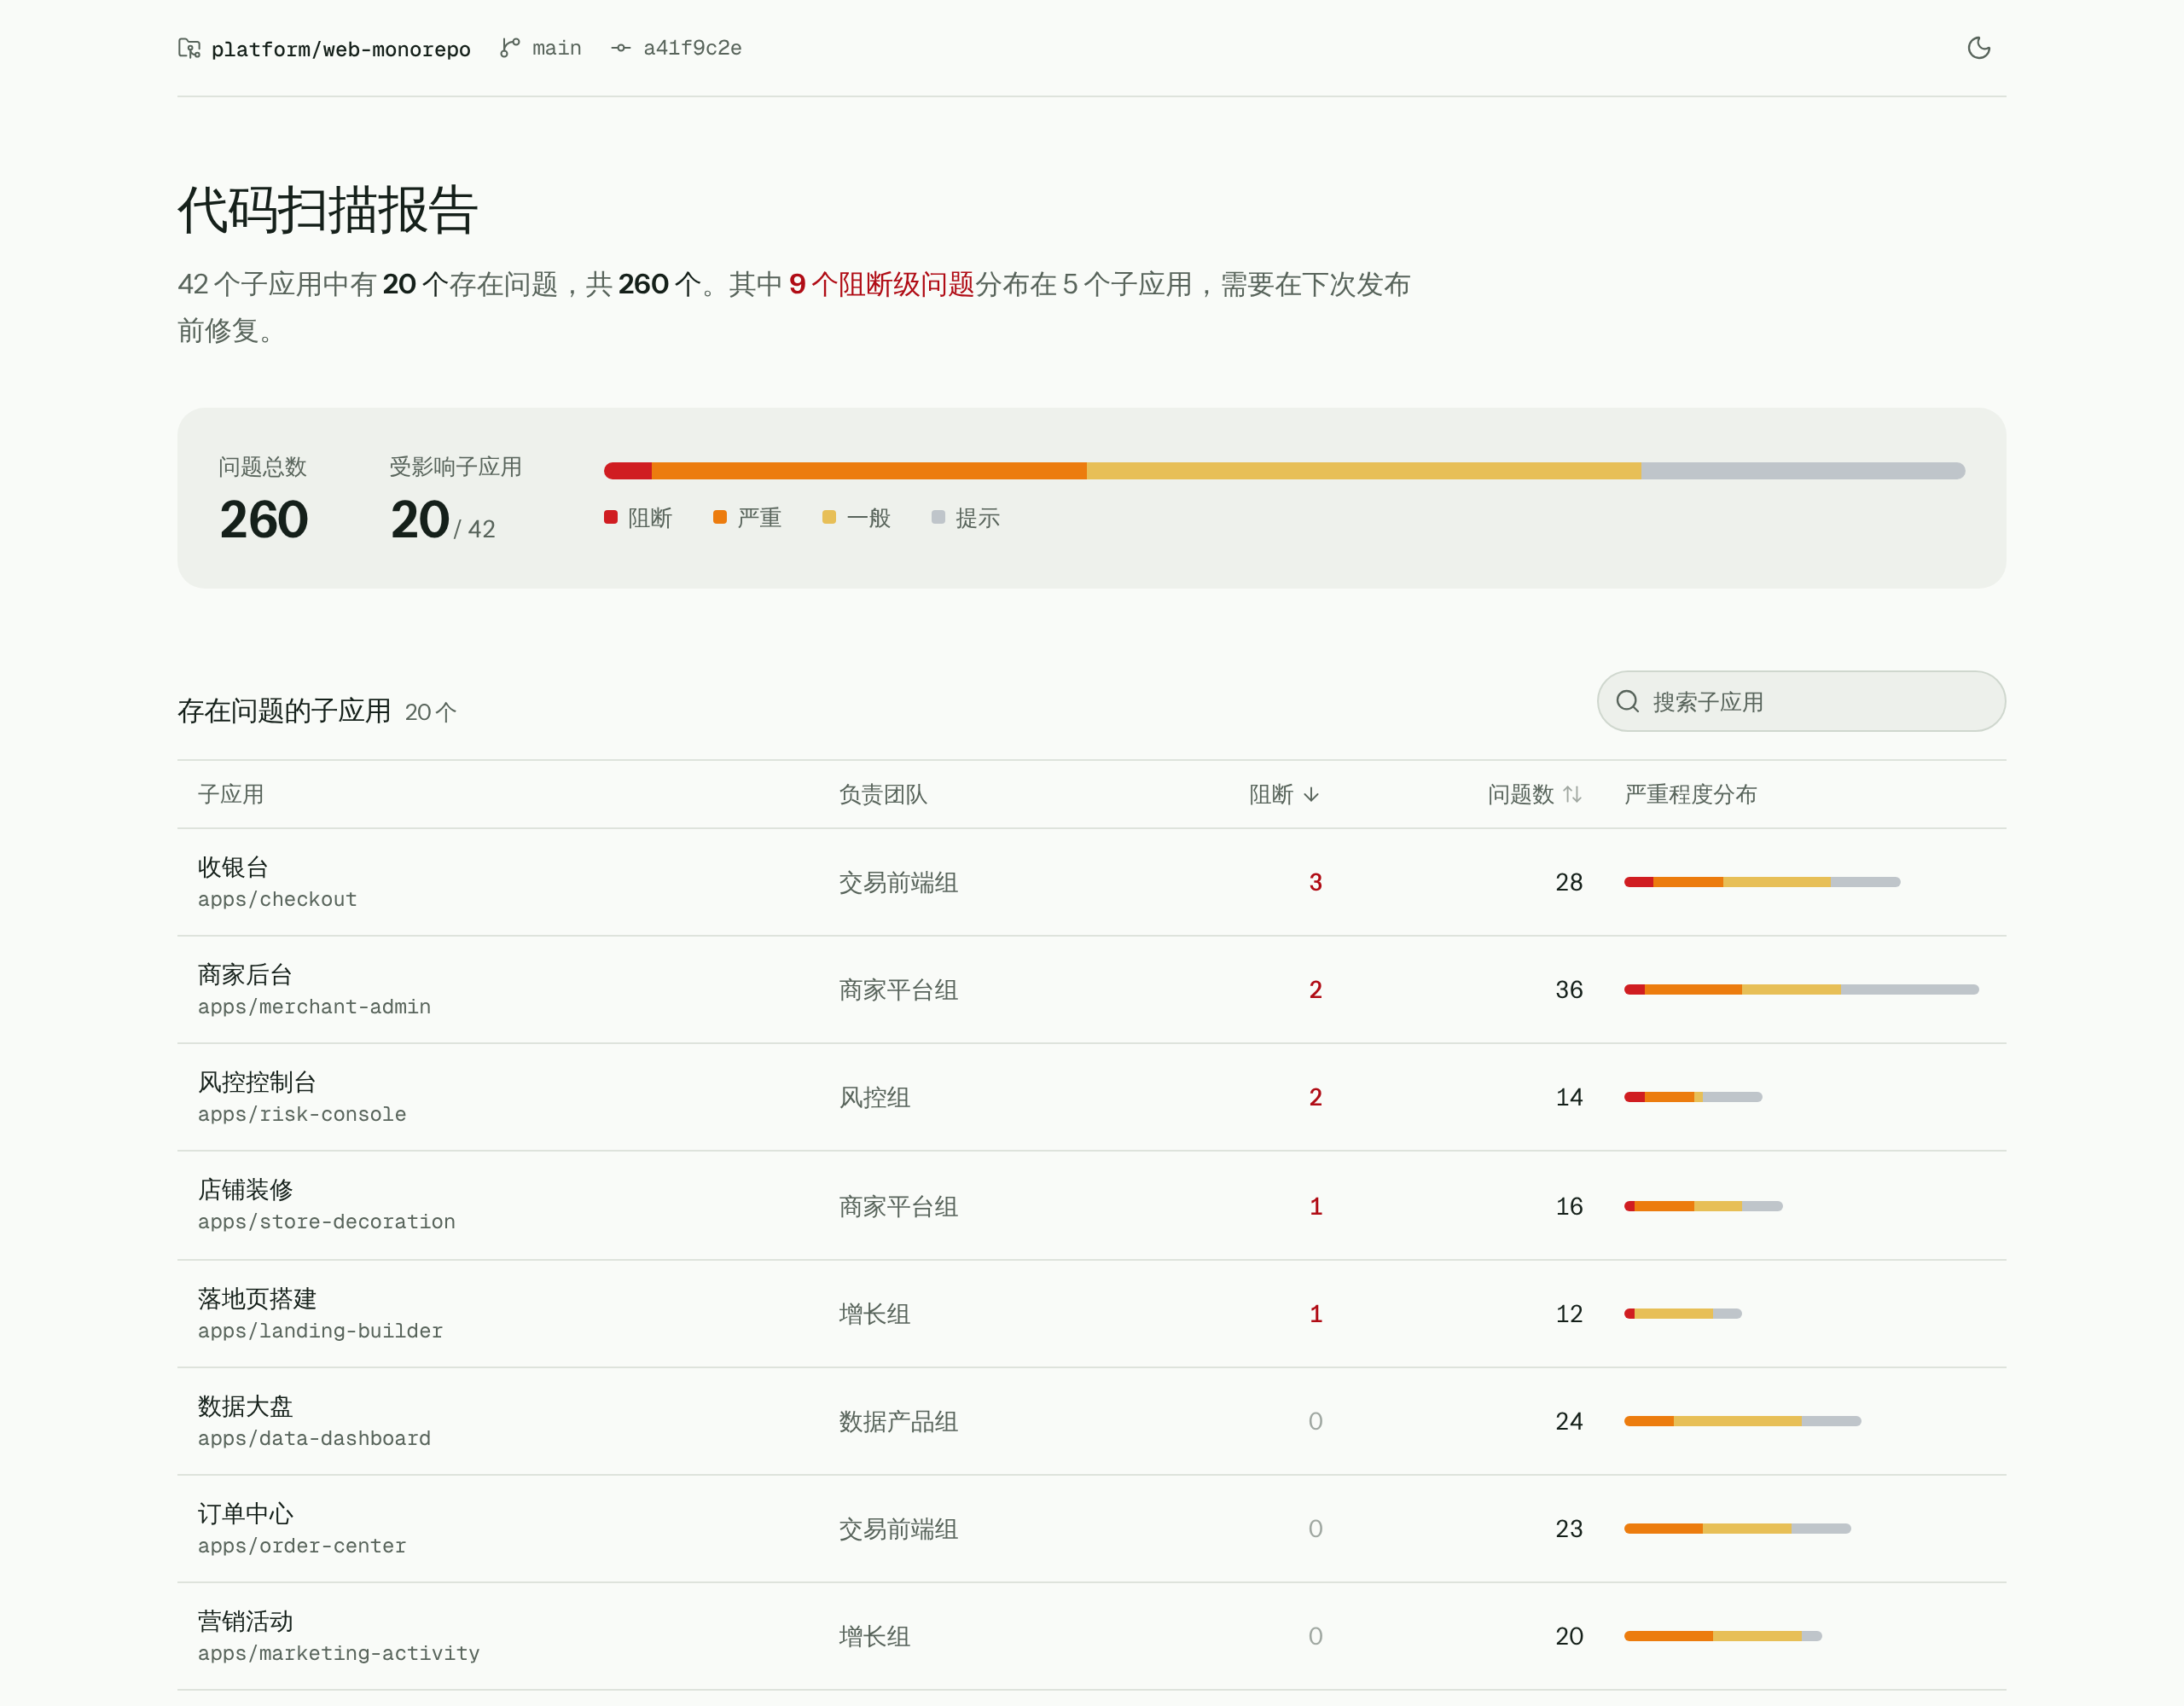 platform/web-monorepo main a41f9c2e
代码扫描报告
42 个子应用中有 20 个存在问题，共 260 个。其中 9 个阻断级问题分布在 5 个子应用，需要在下次发布
前修复。
问题总数 受影响子应用
260 20 / 42
阻断 严重 一般 提示
存在问题的子应用 20 个 搜索子应用
子应用 负责团队 阻断 问题数 严重程度分布
收银台
apps/checkout
交易前端组 3 28
商家后台
apps/merchant-admin
商家平台组 2 36
风控控制台
apps/risk-console
风控组 2 14
店铺装修
apps/store-decoration
商家平台组 1 16
落地页搭建
apps/landing-builder
增长组 1 12
数据大盘
apps/data-dashboard
数据产品组 0 24
订单中心
apps/order-center
交易前端组 0 23
营销活动
apps/marketing-activity
增长组 0 20